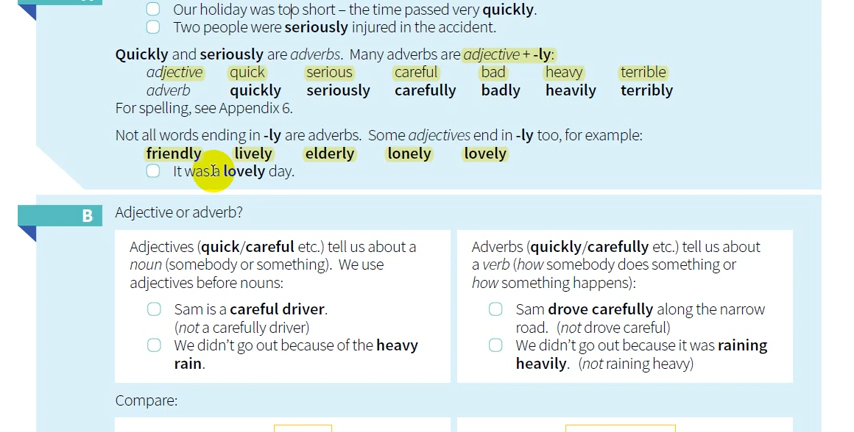 Our holiday was too short – the time passed very quickly.
Two people were seriously injured in the accident.
Quickly and seriously are adverbs. Many adverbs are adjective + -ly:
adjective quick serious careful bad heavy terrible
adverb quickly seriously carefully badly heavily terribly
For spelling, see Appendix 6.
Not all words ending in -ly are adverbs. Some adjectives end in -ly too, for example:
friendly lively elderly lonely lovely
It was a lovely day.
B
Adjective or adverb?
Adjectives (quick/careful etc.) tell us about a
noun (somebody or something). We use
adjectives before nouns:
Sam is a careful driver.
(not a carefully driver)
We didn't go out because of the heavy
rain.
Adverbs (quickly/carefully etc.) tell us about
a verb (how somebody does something or
how something happens):
Sam drove carefully along the narrow
road. (not drove careful)
We didn't go out because it was raining
heavily. (not raining heavy)
Compare: